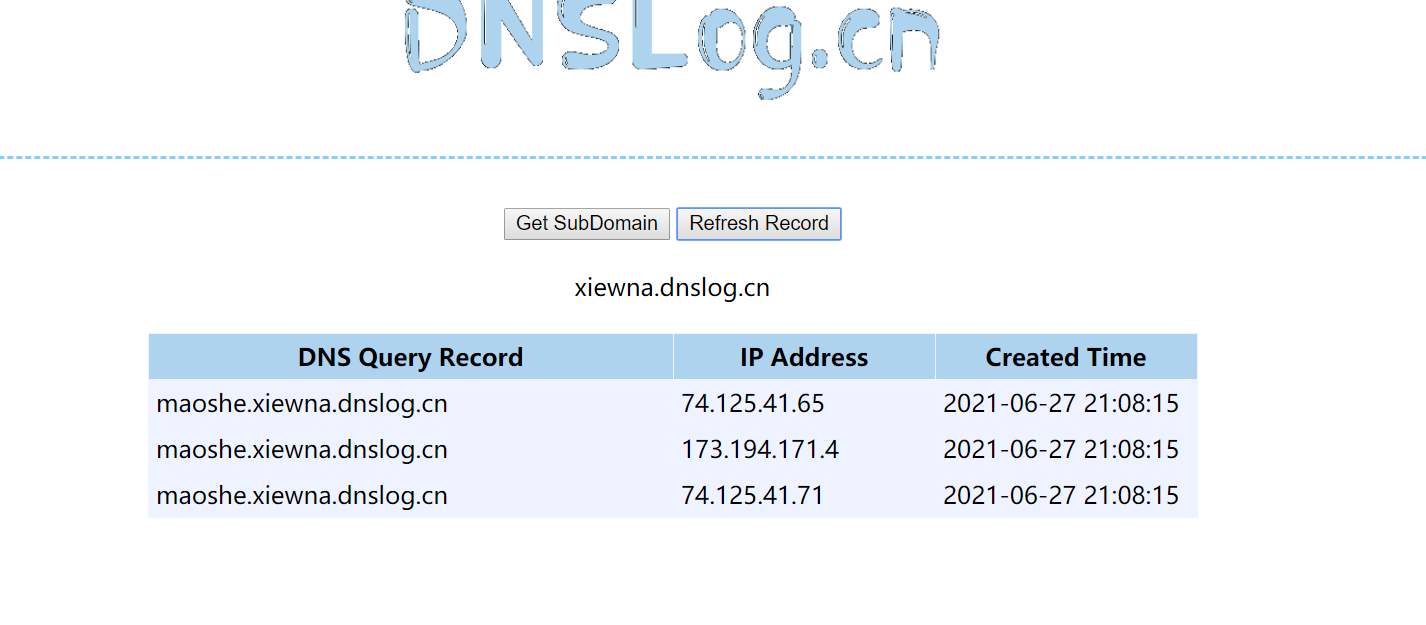 DNSLog.cn
Get SubDomain Refresh Record
xiewna.dnslog.cn
DNS Query Record IP Address Created Time
maoshe.xiewna.dnslog.cn 74.125.41.65 2021-06-27 21:08:15
maoshe.xiewna.dnslog.cn 173.194.171.4 2021-06-27 21:08:15
maoshe.xiewna.dnslog.cn 74.125.41.71 2021-06-27 21:08:15